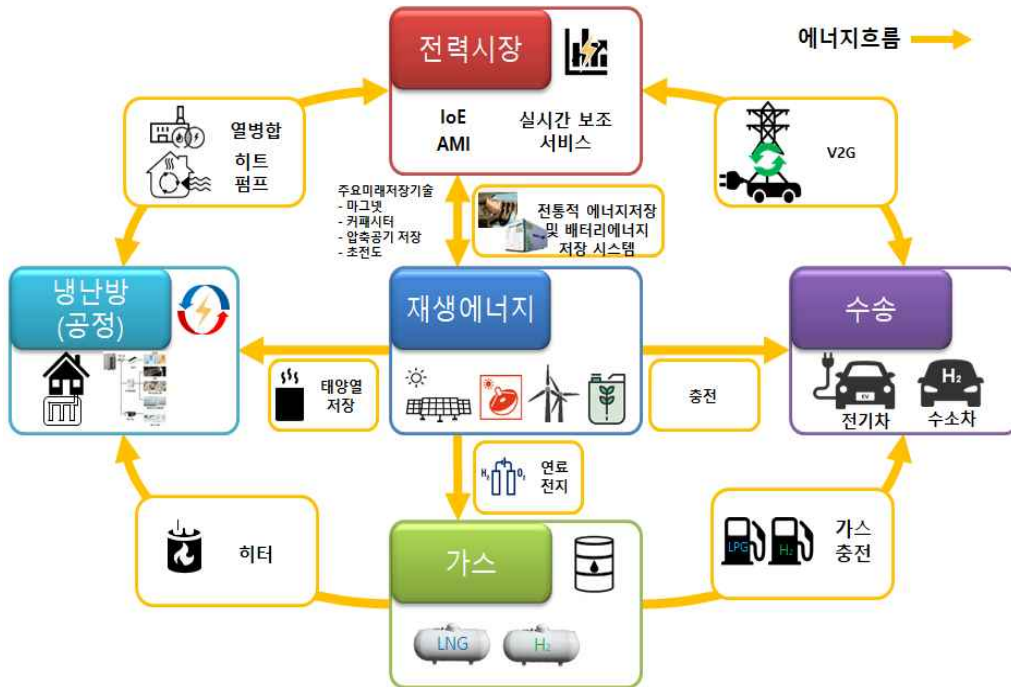 전력시장
에너지흐름
IoE
AMI
실시간 보조
서비스
열병합
히트
펌프
V2G
주요미래저장기술
- 마그넷
- 커패시터
- 압축공기 저장
- 초전도
전통적 에너지저장
및 배터리에너지
저장 시스템
냉난방
(공정)
재생에너지
수송
태양열
저장
충전
EV
H₂
전기차
수소차
H₂
O₂
연료
전지
히터
가스
LNG
H₂
LPG
H₂
가스
충전